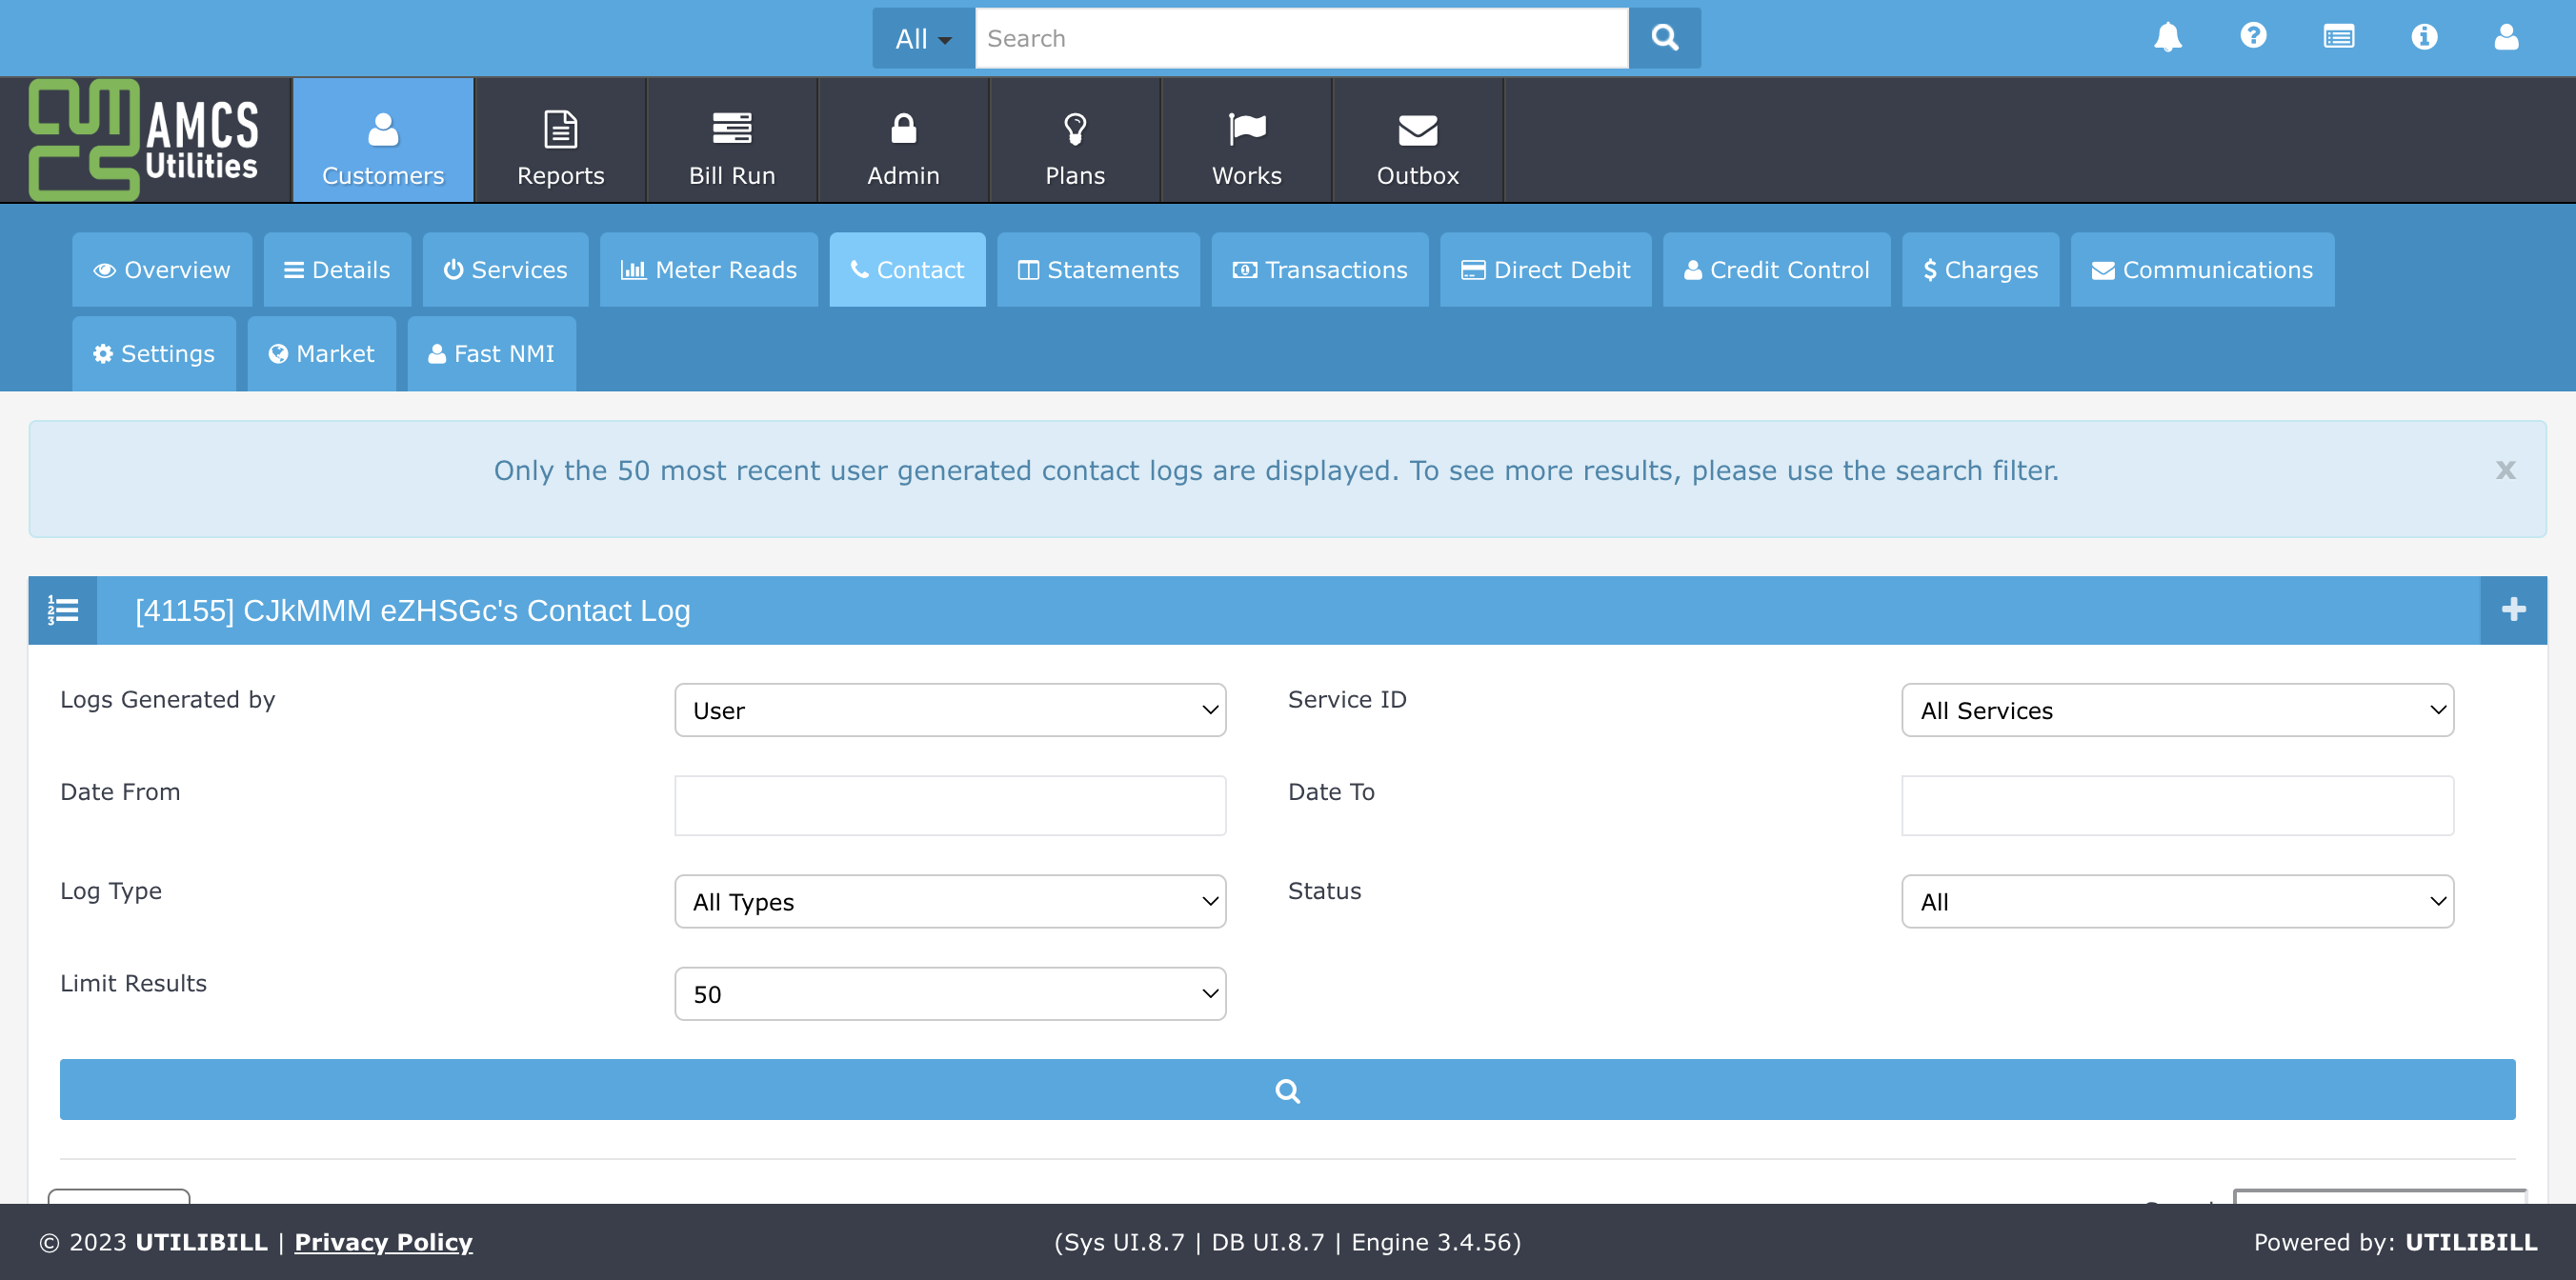 All
Search
AMCS
Utilities
Customers
Reports
Bill Run
Admin
Plans
Works
Outbox
Overview
Details
Services
Meter Reads
Contact
Statements
Transactions
Direct Debit
Credit Control
Charges
Communications
Settings
Market
Fast NMI
Only the 50 most recent user generated contact logs are displayed. To see more results, please use the search filter.
x
[41155] CJkMMM eZHSGc's Contact Log
Logs Generated by
User
Service ID
All Services
Date From
Date To
Log Type
All Types
Status
All
Limit Results
50
© 2023 UTILIBILL | Privacy Policy
(Sys UI.8.7 | DB UI.8.7 | Engine 3.4.56)
Powered by: UTILIBILL